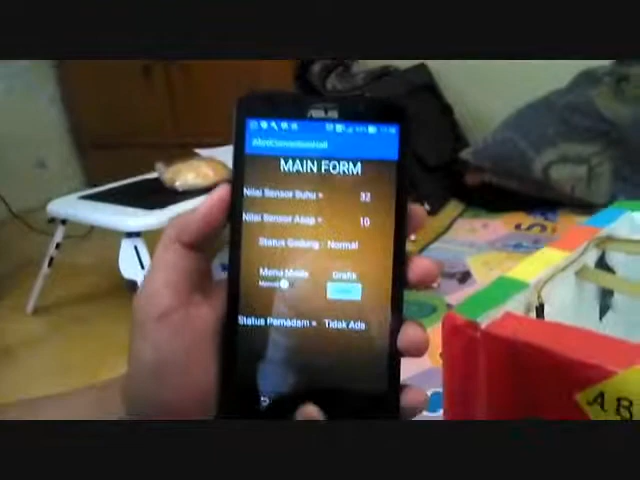 ASUS
MAIN FORM
Nilai Sensor Suhu = 32
Nilai Sensor Asap = 10
Status Gedung : Normal
Menu Mode Grafik
Manual
Status Pemadam = Tidak Ada
A B